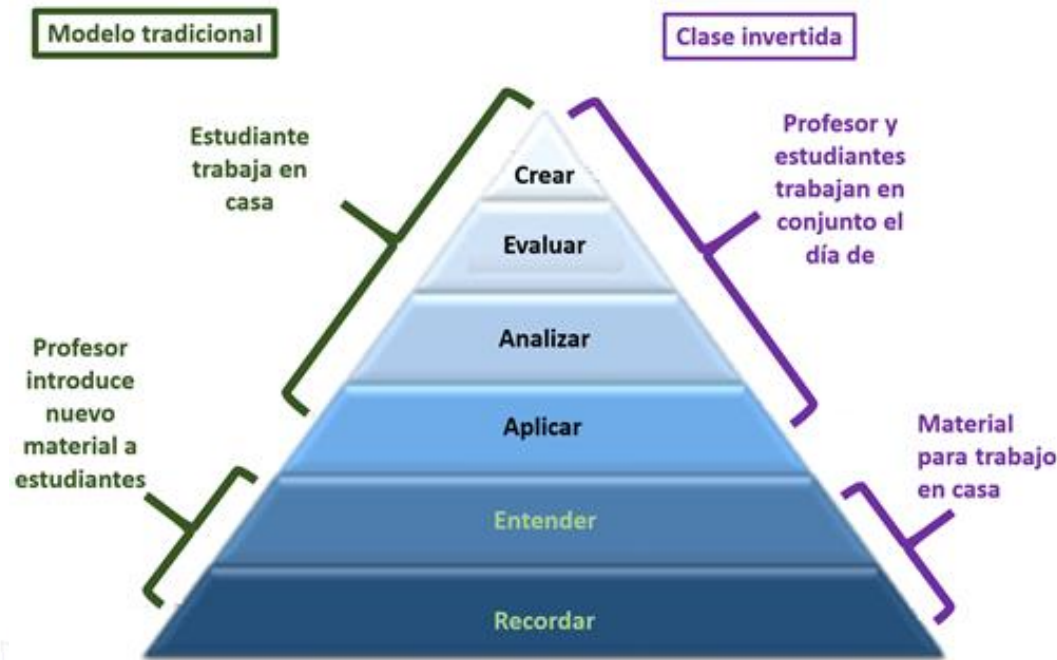 Modelo tradicional
Clase invertida
Estudiante
trabaja en
casa
Profesor y
estudiantes
trabajan en
conjunto el
día de
Crear
Evaluar
Analizar
Aplicar
Entender
Recordar
Profesor
introduce
nuevo
material a
estudiantes
Material
para trabajo
en casa